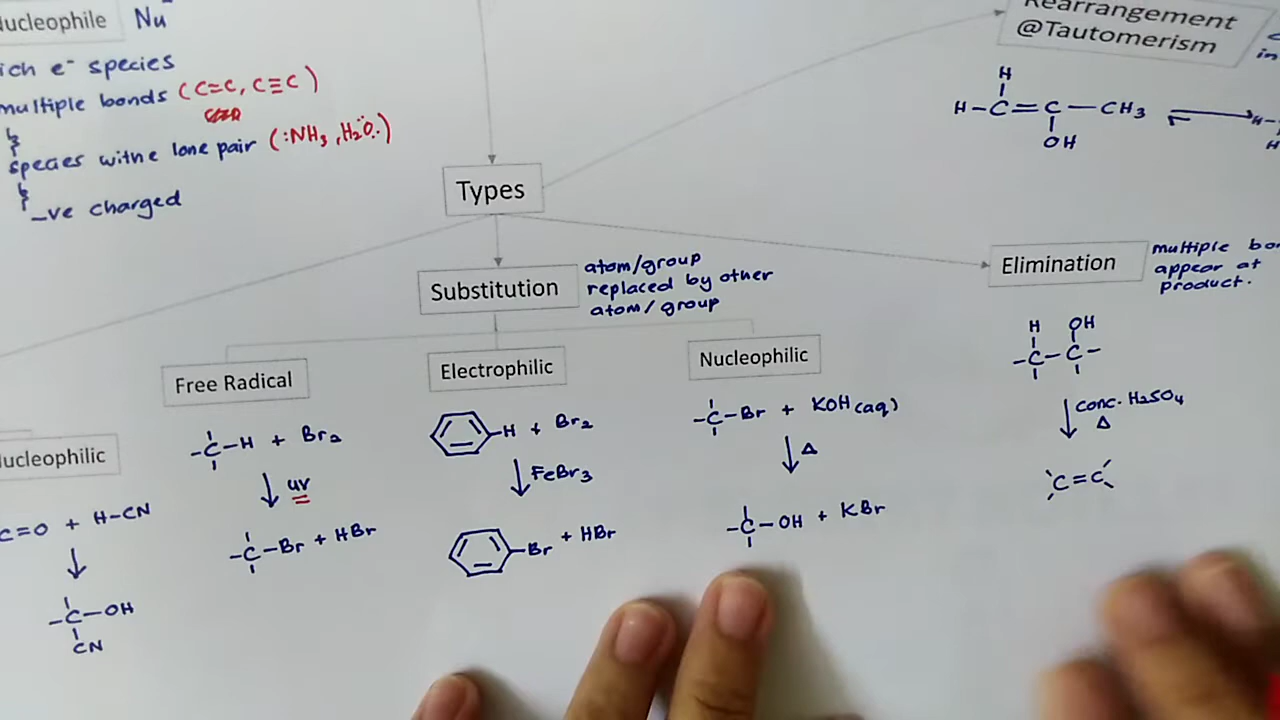 Nucleophile Nu
rich e⁻ species
multiple bonds (C=C, C≡C)
species with e lone pair (:NH₃, H₂O:)
-ve charged
Types
Rearrangement
@Tautomerism
H
H-C=C-CH₃ ⇌ H-
OH H
Substitution
atom/group
replaced by other
atom/group
Elimination
multiple bo
appear at
product.
Free Radical
-C-H + Br₂
↓ uv
-C-Br + HBr
Electrophilic
-H + Br₂
↓ FeBr₃
-Br + HBr
Nucleophilic
-C-Br + KOH(aq)
↓ Δ
-C-OH + KBr
H OH
-C-C-
↓ conc. H₂SO₄
Δ
C=C
Nucleophilic
C=O + H-CN
↓
-C-OH
CN